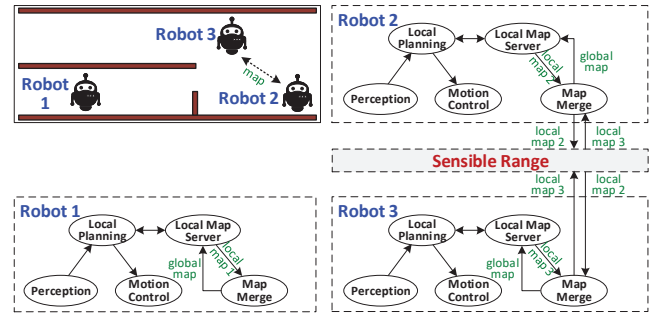 Robot 3
map
Robot
1
Robot 2
Robot 2
Local
Planning
Local Map
Server
local
map 2
global
map
Perception
Motion
Control
Map
Merge
local
map 2
local
map 3
Sensible Range
local
map 3
local
map 2
Robot 1
Local
Planning
Local Map
Server
local
map 1
global
map
Perception
Motion
Control
Map
Merge
Robot 3
Local
Planning
Local Map
Server
local
map 3
global
map
Perception
Motion
Control
Map
Merge